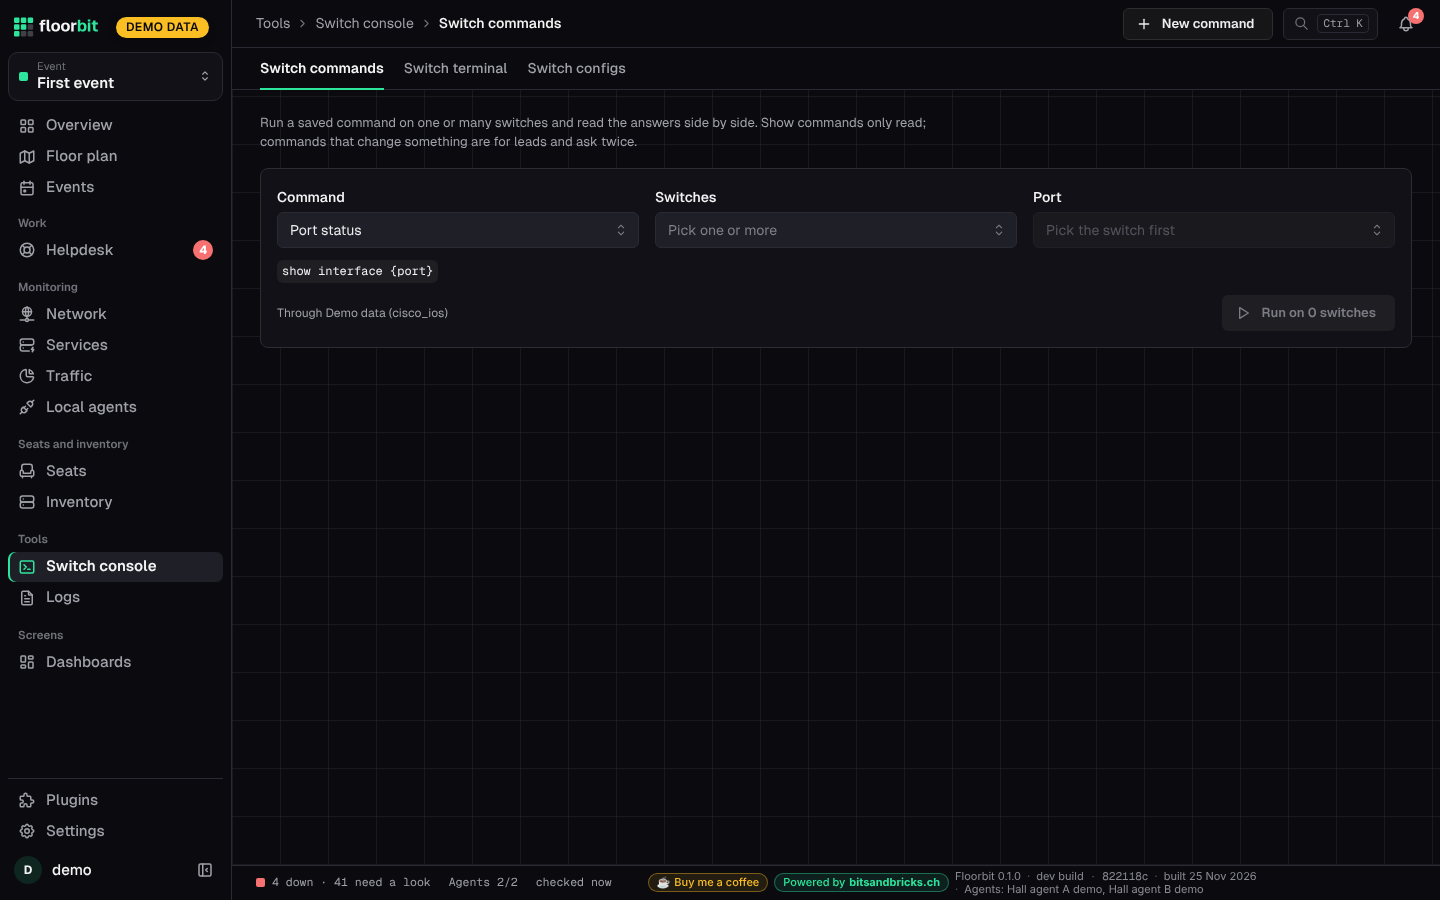 floorbit
DEMO DATA
Event
First event
Overview
Floor plan
Events
Work
Helpdesk
4
Monitoring
Network
Services
Traffic
Local agents
Seats and inventory
Seats
Inventory
Tools
Switch console
Logs
Screens
Dashboards
Plugins
Settings
D
demo
Tools > Switch console > Switch commands
New command
Ctrl K
4
Switch commands
Switch terminal
Switch configs
Run a saved command on one or many switches and read the answers side by side. Show commands only read;
commands that change something are for leads and ask twice.
Command
Switches
Port
Port status
Pick one or more
Pick the switch first
show interface {port}
Through Demo data (cisco_ios)
Run on 0 switches
4 down · 41 need a look
Agents 2/2
checked now
☕ Buy me a coffee
Powered by bitsandbricks.ch
Floorbit 0.1.0 · dev build · 822118c · built 25 Nov 2026
· Agents: Hall agent A demo, Hall agent B demo